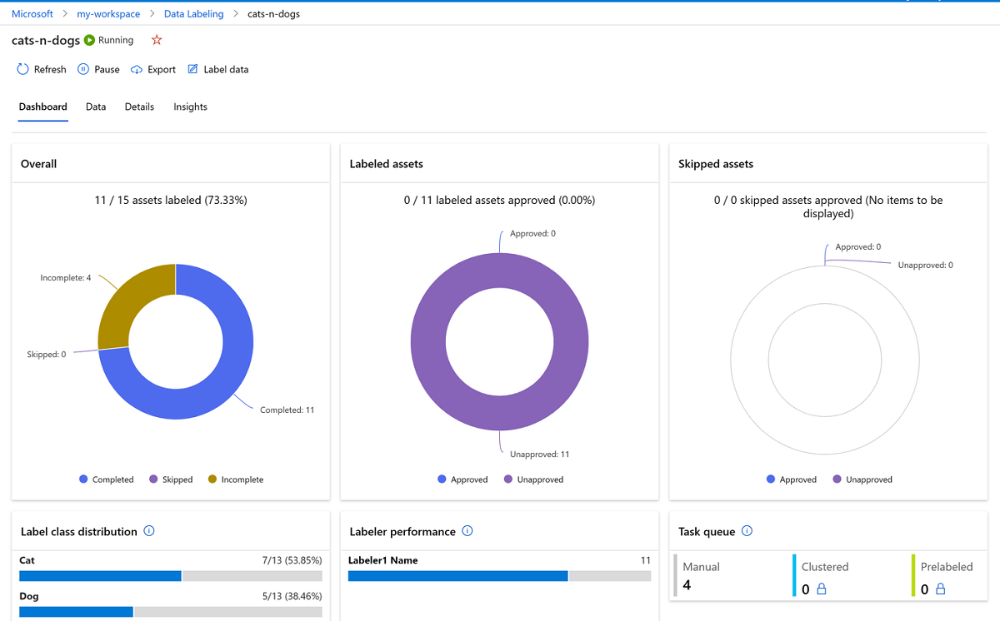 Microsoft > my-workspace > Data Labeling > cats-n-dogs
cats-n-dogs Running
Refresh Pause Export Label data
Dashboard Data Details Insights
Overall
11 / 15 assets labeled (73.33%)
Incomplete: 4
Skipped: 0
Completed: 11
Completed Skipped Incomplete
Labeled assets
0 / 11 labeled assets approved (0.00%)
Approved: 0
Unapproved: 11
Approved Unapproved
Skipped assets
0 / 0 skipped assets approved (No items to be
displayed)
Approved: 0
Unapproved: 0
Approved Unapproved
Label class distribution
Cat 7/13 (53.85%)
Dog 5/13 (38.46%)
Labeler performance
Labeler1 Name 11
Task queue
Manual Clustered Prelabeled
4 0 0